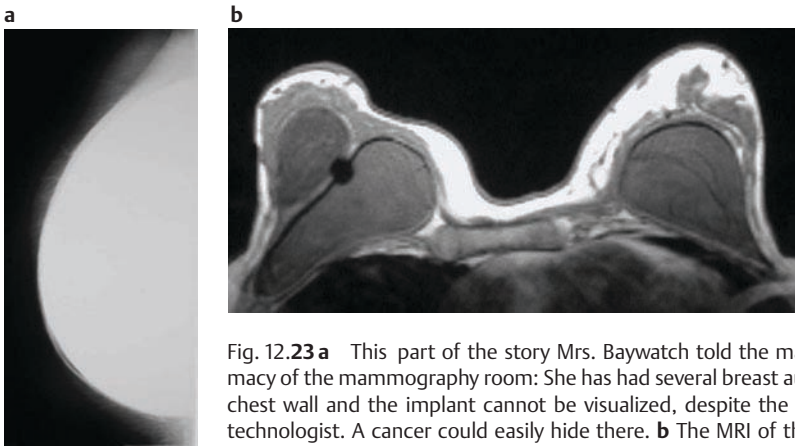 a
b
Fig. 12.23 a This part of the story Mrs. Baywatch told the
macy of the mammography room: She has had several breast
chest wall and the implant cannot be visualized, despite the
technologist. A cancer could easily hide there. b The MRI of